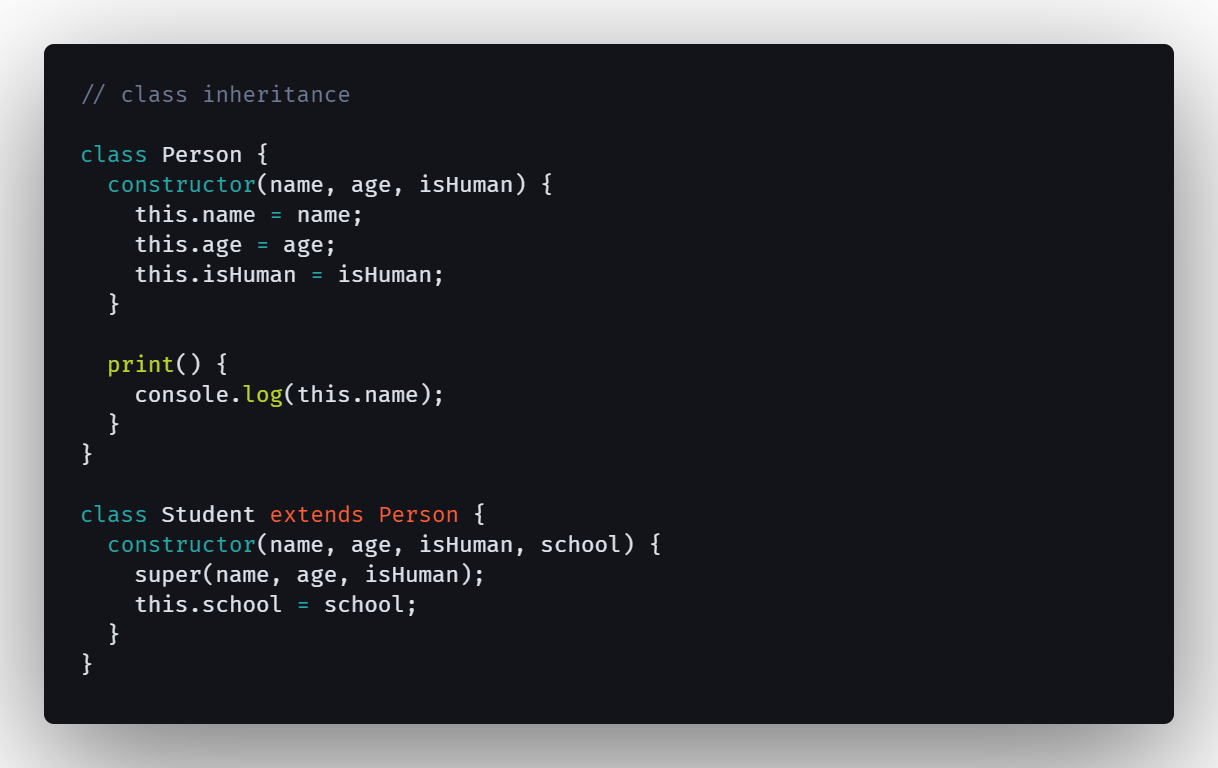 // class inheritance

class Person {
  constructor(name, age, isHuman) {
    this.name = name;
    this.age = age;
    this.isHuman = isHuman;
  }

  print() {
    console.log(this.name);
  }
}

class Student extends Person {
  constructor(name, age, isHuman, school) {
    super(name, age, isHuman);
    this.school = school;
  }
}